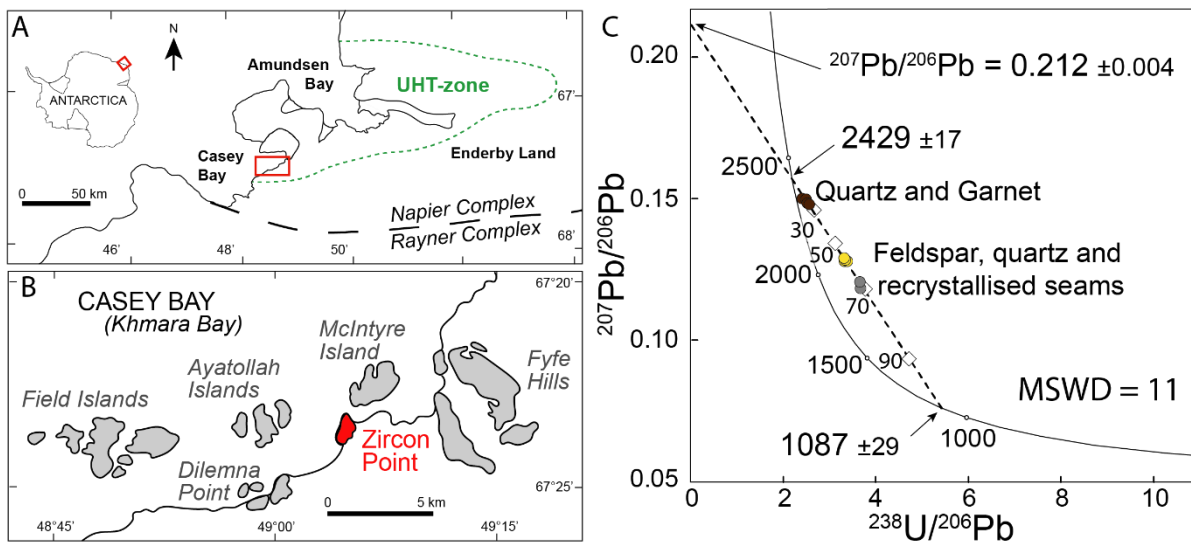 A
N
ANTARCTICA
Amundsen
Bay
UHT-zone
67'
Casey
Bay
Enderby Land
0 50 km
Napier Complex
Rayner Complex
46' 48' 50' 68'
B
CASEY BAY
(Khmara Bay)
67˚20'
McIntyre
Island
Ayatollah
Islands
Fyfe
Hills
Field Islands
Zircon
Point
Dilemna
Point
67˚25'
0 5 km
48˚45' 49˚00' 49˚15'
C
207Pb/206Pb = 0.212 ±0.004
2429 ±17
2500
Quartz and Garnet
30
50
Feldspar, quartz and
recrystallised seams
2000
70
1500
90
MSWD = 11
1087 ±29
1000
0.20
0.15
0.10
0.05
207Pb/206Pb
0 2 4 6 8 10
238U/206Pb